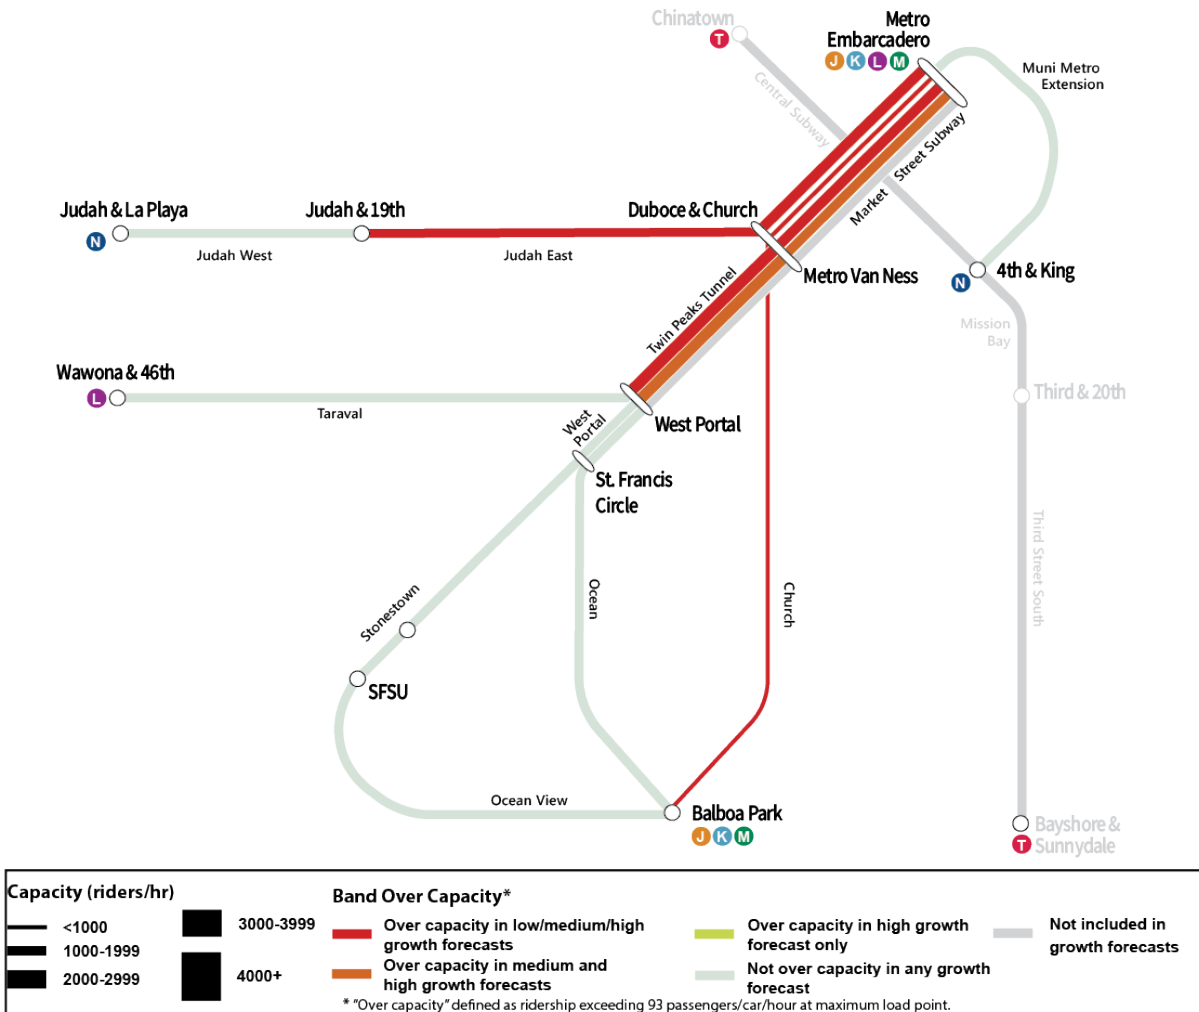 Chinatown
T
Metro
Embarcadero
J K L M
Muni Metro
Extension
Central Subway
Street Subway
Market
Judah & La Playa
N
Judah & 19th
Duboce & Church
Judah West
Judah East
Metro Van Ness
4th & King
N
Twin Peaks Tunnel
Mission
Bay
Wawona & 46th
L
Taraval
Third & 20th
West
Portal
West Portal
St. Francis
Circle
Third Street South
Ocean
Church
Stonestown
SFSU
Ocean View
Balboa Park
J K M
Bayshore &
Sunnydale
T
Capacity (riders/hr)
<1000
1000-1999
2000-2999
3000-3999
4000+
Band Over Capacity*
Over capacity in low/medium/high
growth forecasts
Over capacity in medium and
high growth forecasts
Over capacity in high growth
forecast only
Not over capacity in any growth
forecast
Not included in
growth forecasts
* "Over capacity" defined as ridership exceeding 93 passengers/car/hour at maximum load point.